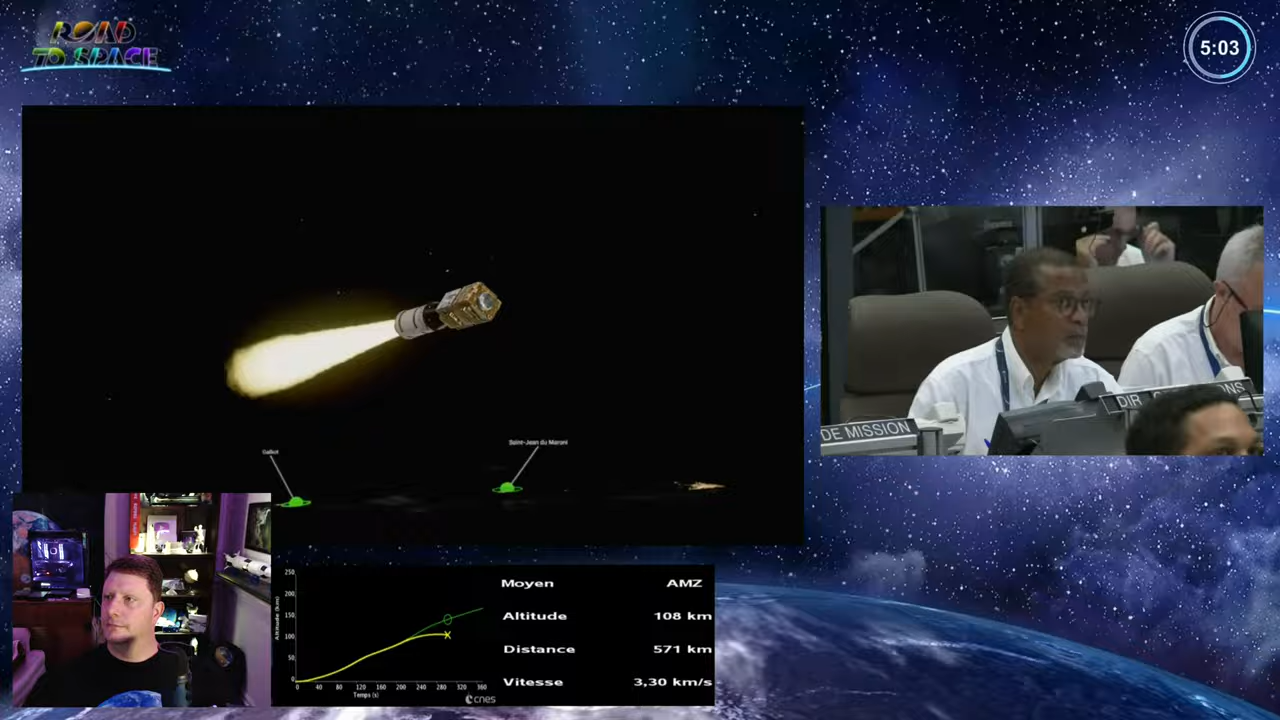 ROAD
TO SPACE
5:03
Galliot
Saint-Jean du Maroni
DE MISSION
DIR
ONS
Moyen AMZ
Altitude 108 km
Distance 571 km
Vitesse 3,30 km/s
Altitude (km)
250
200
150
100
50
0
0 40 80 120 160 200 240 280 320 360
Temps (s)
cnes